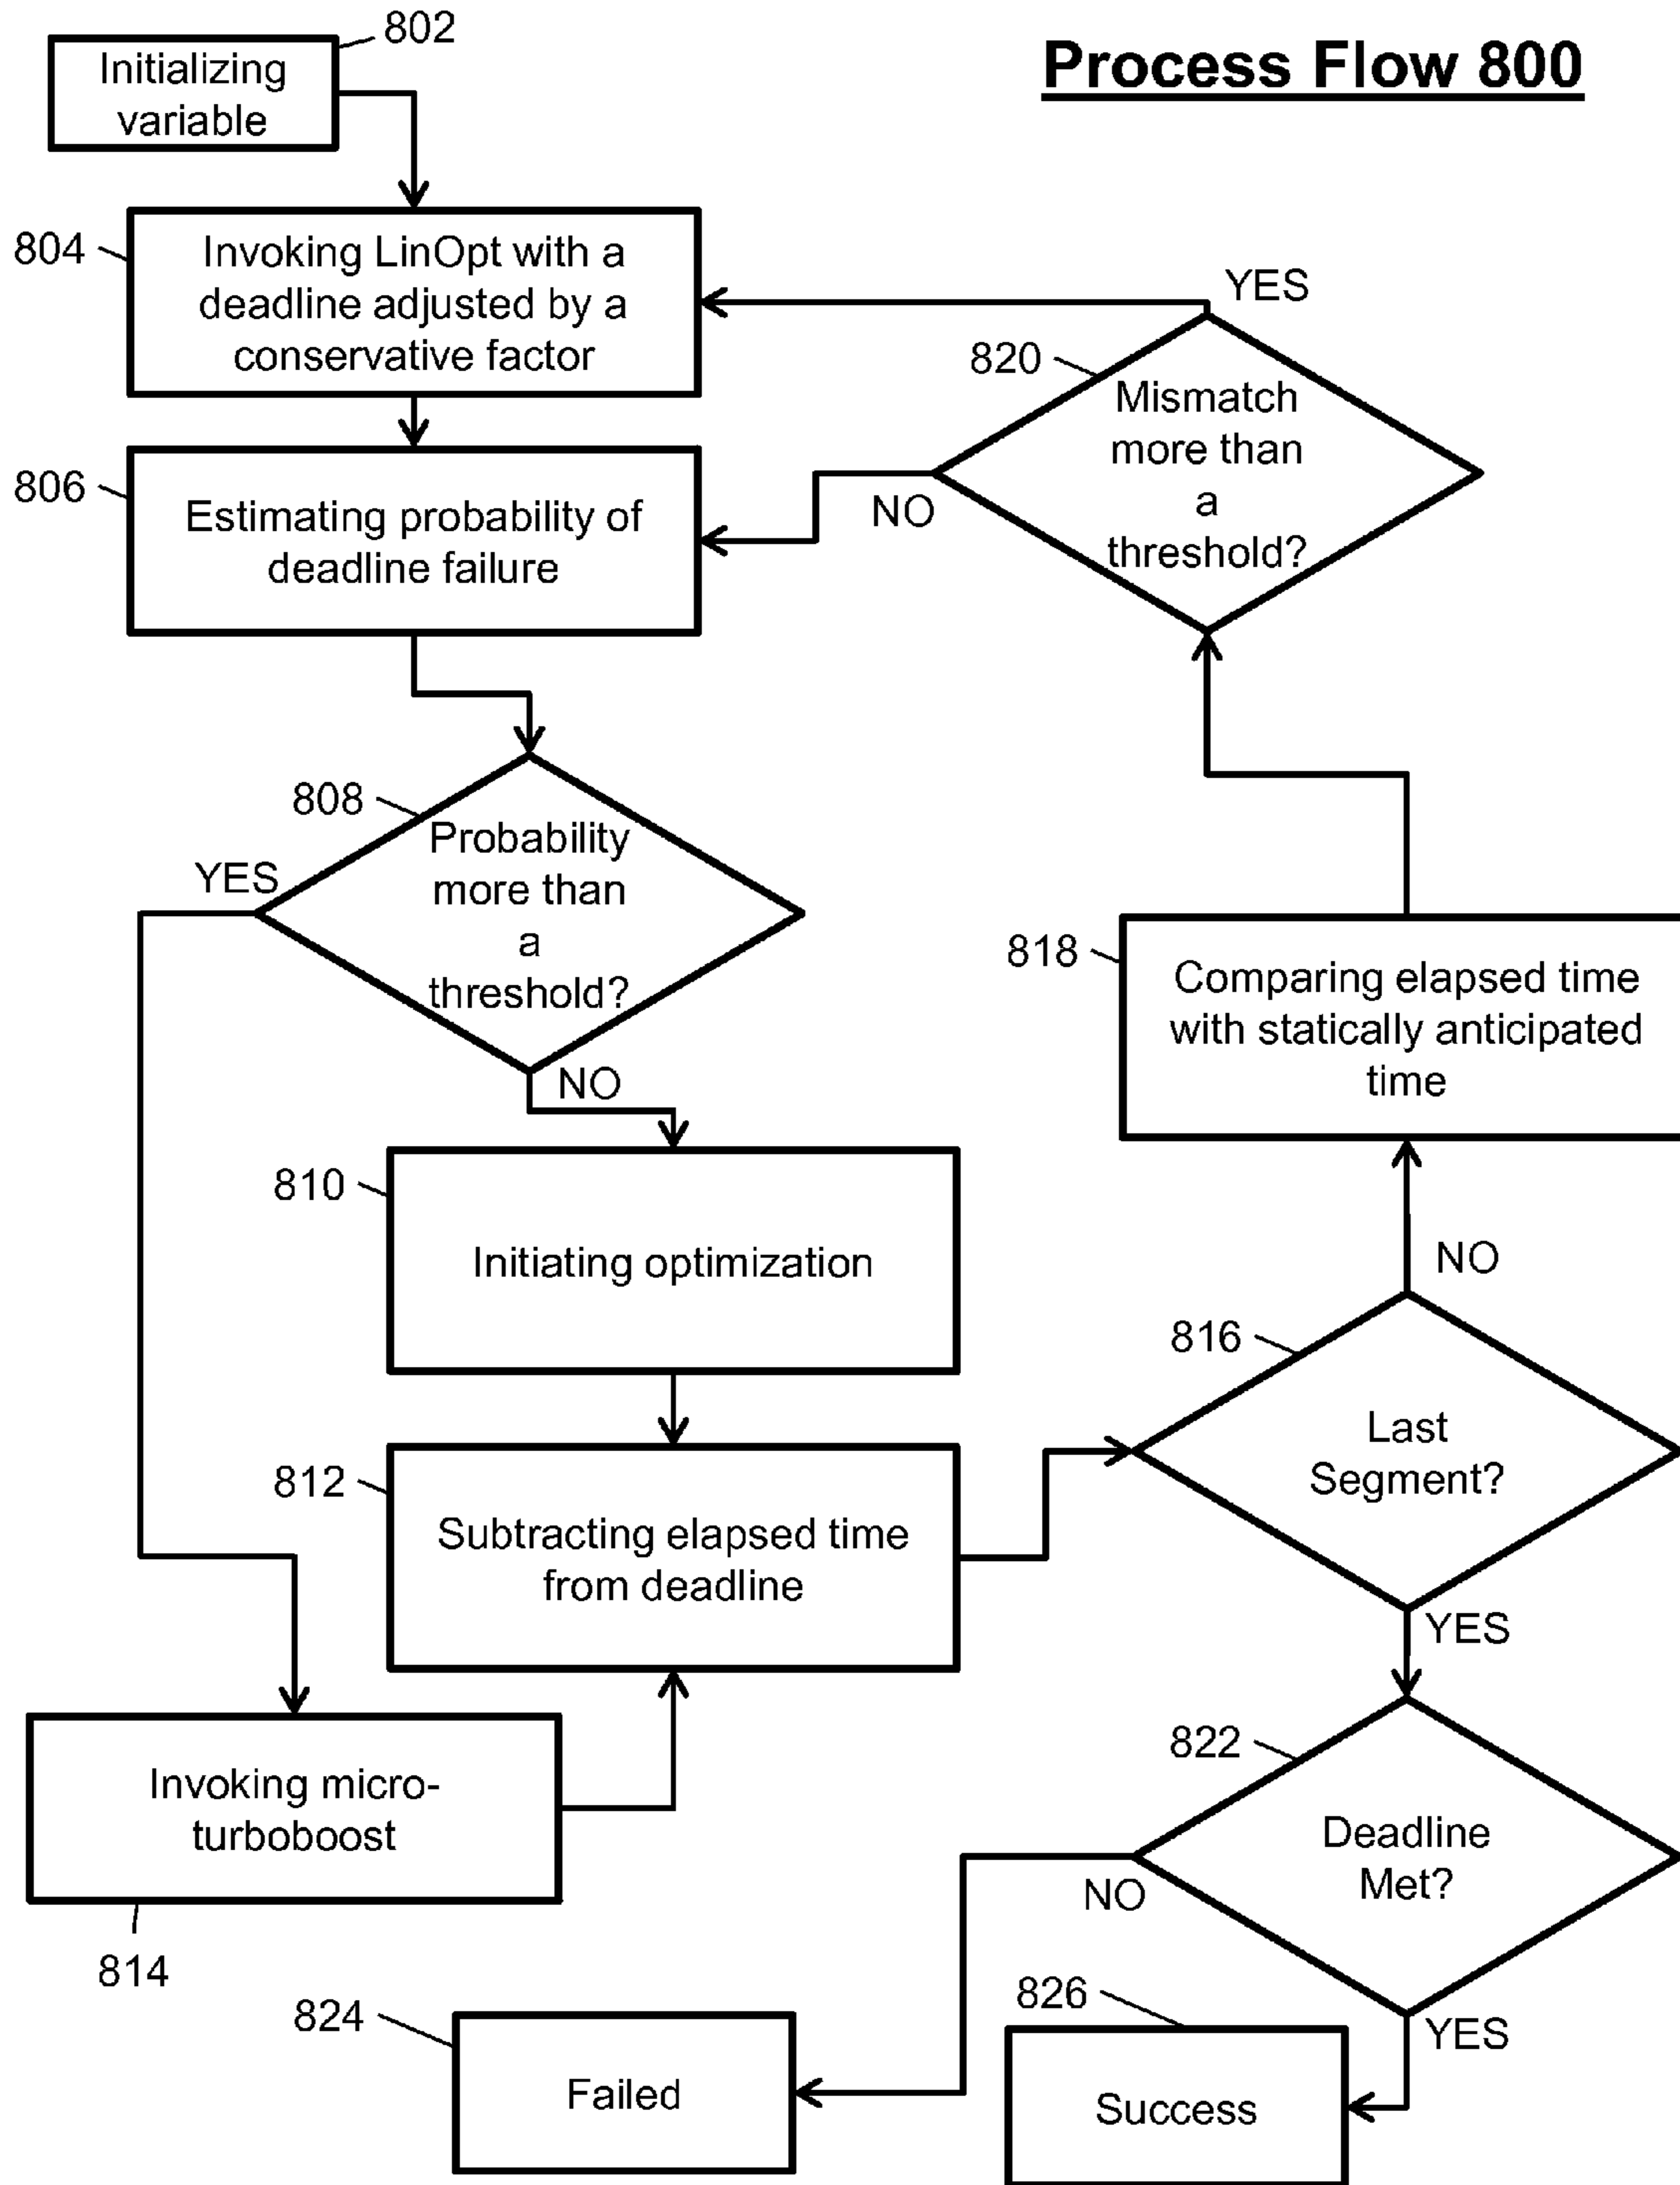 Process Flow 800
802
Initializing
variable
804
Invoking LinOpt with a
deadline adjusted by a
conservative factor
806
Estimating probability of
deadline failure
808
Probability
more than
a
threshold?
YES
NO
810
Initiating optimization
812
Subtracting elapsed time
from deadline
814
Invoking micro-
turboboost
816
Last
Segment?
NO
YES
818
Comparing elapsed time
with statically anticipated
time
820
Mismatch
more than
a
threshold?
YES
NO
822
Deadline
Met?
NO
YES
824
Failed
826
Success